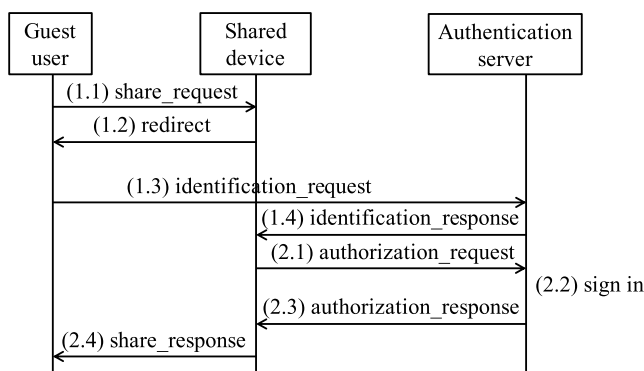 Guest
user
Shared
device
Authentication
server
(1.1) share_request
(1.2) redirect
(1.3) identification_request
(1.4) identification_response
(2.1) authorization_request
(2.2) sign in
(2.3) authorization_response
(2.4) share_response